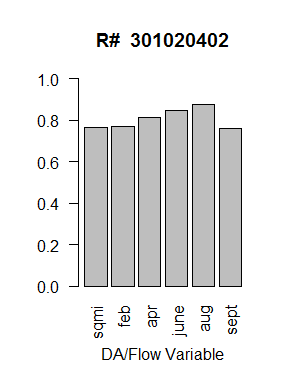 R# 301020402
1.0
0.8
0.6
0.4
0.2
0.0
sqmi
feb
apr
june
aug
sept
DA/Flow Variable